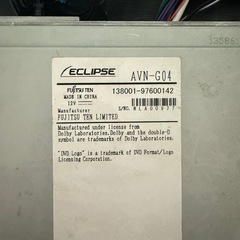 ECLIPSE AVN-G04
FUJITSU TEN
MADE IN CHINA
12V
138001-97600142
S/NO.
Manufacturer
FUJITSU TEN LIMITED
Manufactured under license from
Dolby Laboratories.Dolby and the double-D
symbol are trademarks of Dolby Laboratories.
"DVD Logo" is a trademark of DVD Format/Logo
Licensing Corporation.